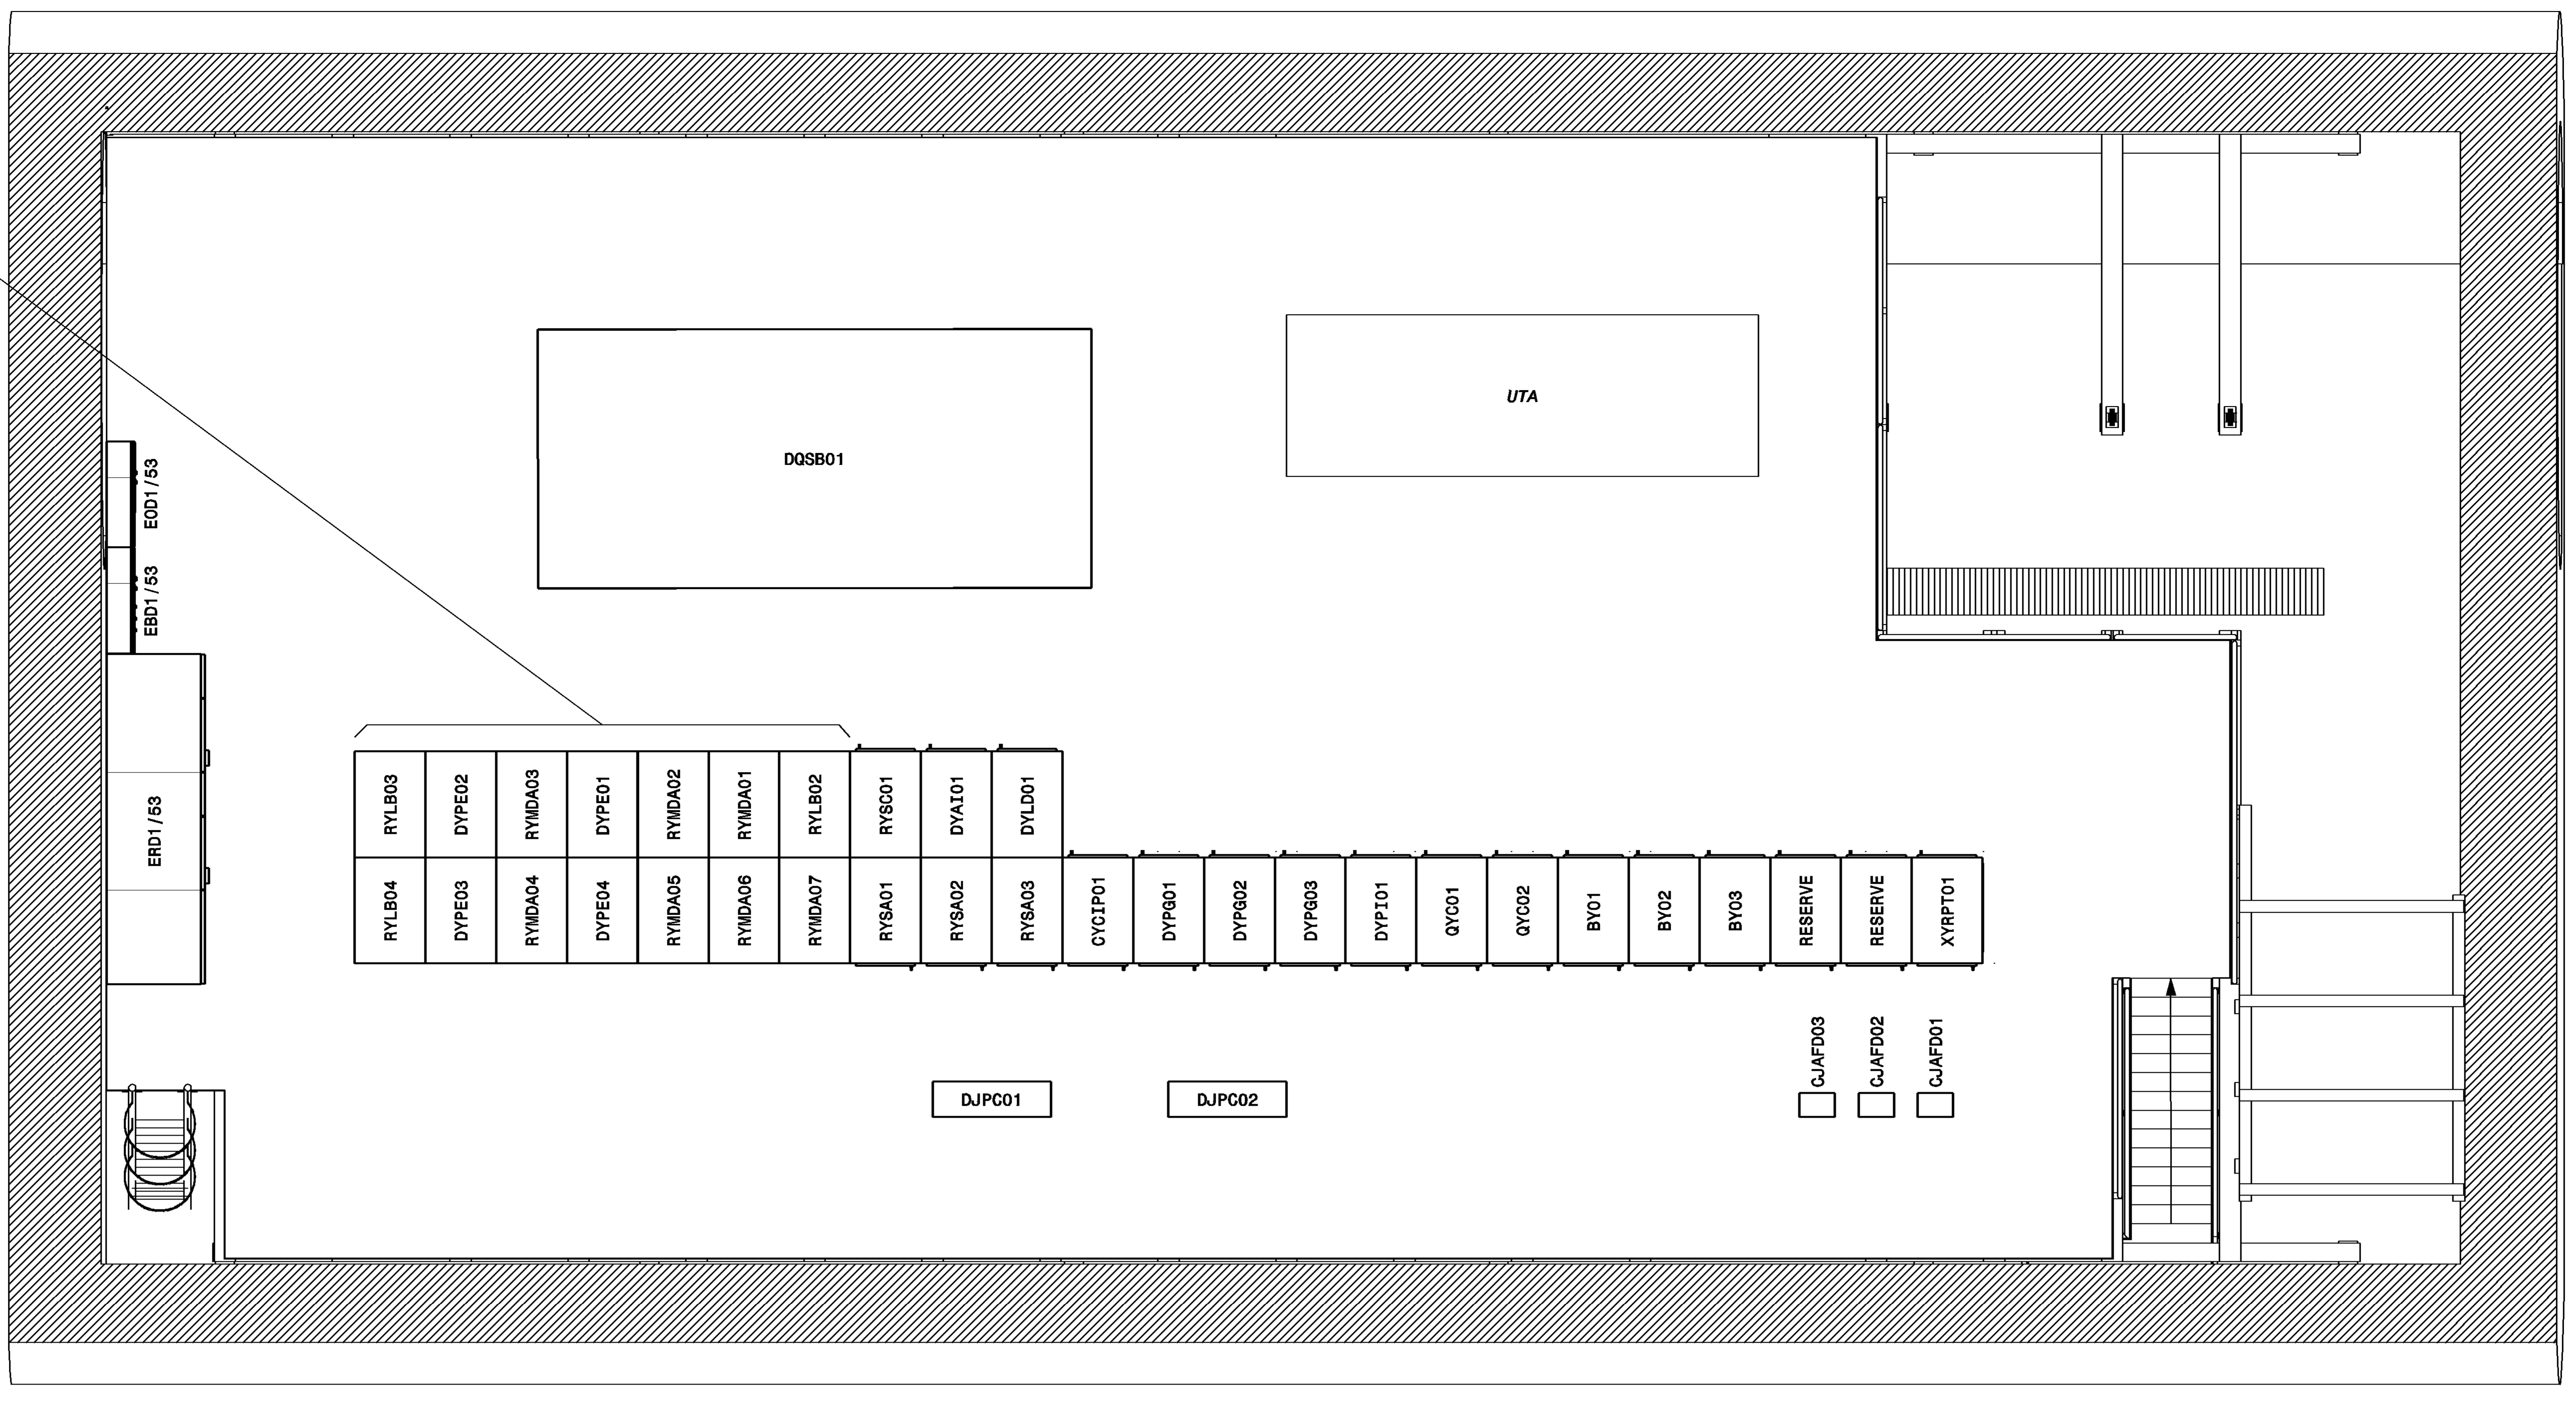 UTA
DQSB01
E0D1/53
EBD1/53
ERD1/53
RYLB03
DYPE02
RYMDA03
DYPE01
RYMDA02
RYMDA01
RYLB02
RYSC01
DYAI01
DYLD01
RYLB04
DYPE03
RYMDA04
DYPE04
RYMDA05
RYMDA06
RYMDA07
RYSA01
RYSA02
RYSA03
CYCIP01
DYPG01
DYPG02
DYPG03
DYPI01
QYC01
QYC02
BY01
BY02
BY03
RESERVE
RESERVE
XYRPT01
CJAFD03
CJAFD02
CJAFD01
DJPC01
DJPC02